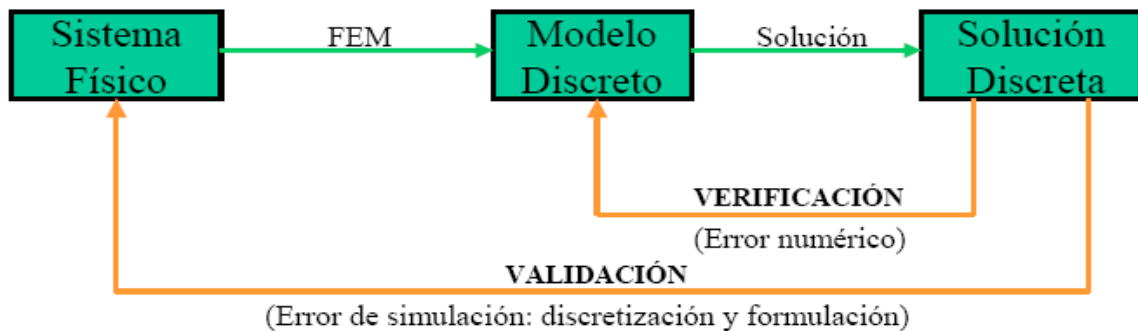 Sistema
Físico
FEM
Modelo
Discreto
Solución
Solución
Discreta
VERIFICACIÓN
(Error numérico)
VALIDACIÓN
(Error de simulación: discretización y formulación)